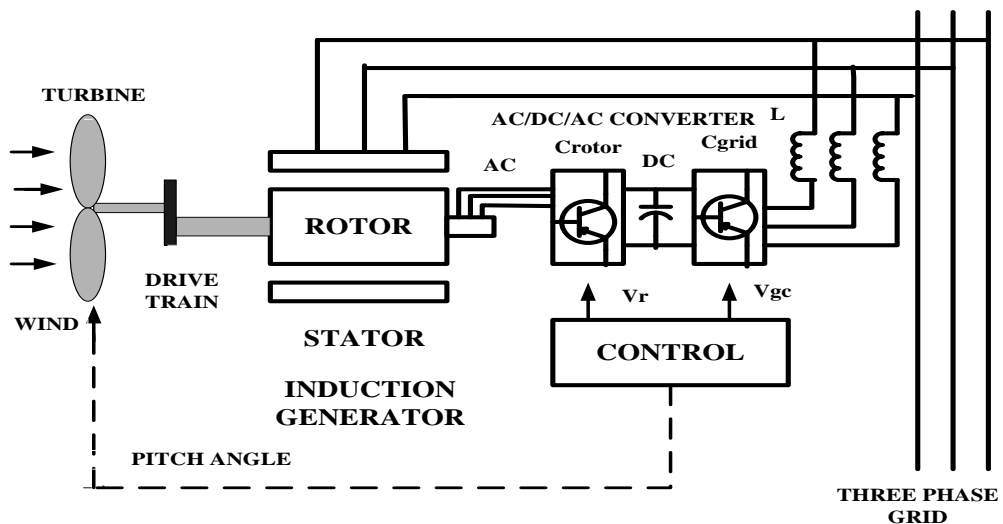 TURBINE
AC/DC/AC CONVERTER
L
Crotor
DC
Cgrid
AC
ROTOR
DRIVE
TRAIN
WIND
STATOR
INDUCTION
GENERATOR
Vr
Vgc
CONTROL
PITCH ANGLE
THREE PHASE
GRID